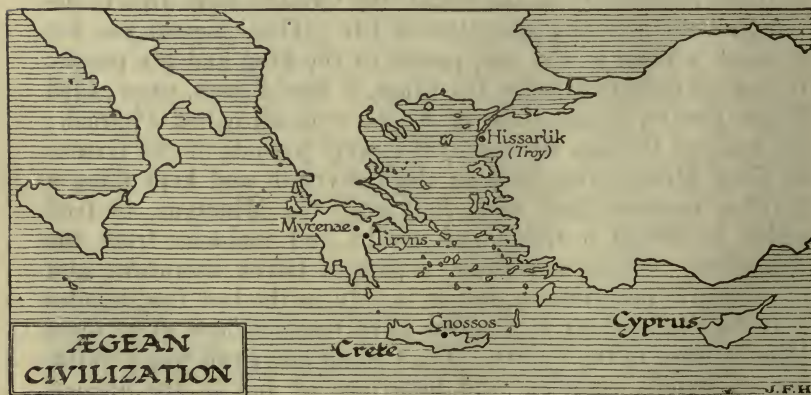 Hissarlik
(Troy)
Mycenae
Tiryns
Cnossos
Crete
Cyprus
ÆGEAN
CIVILIZATION
J.F.H